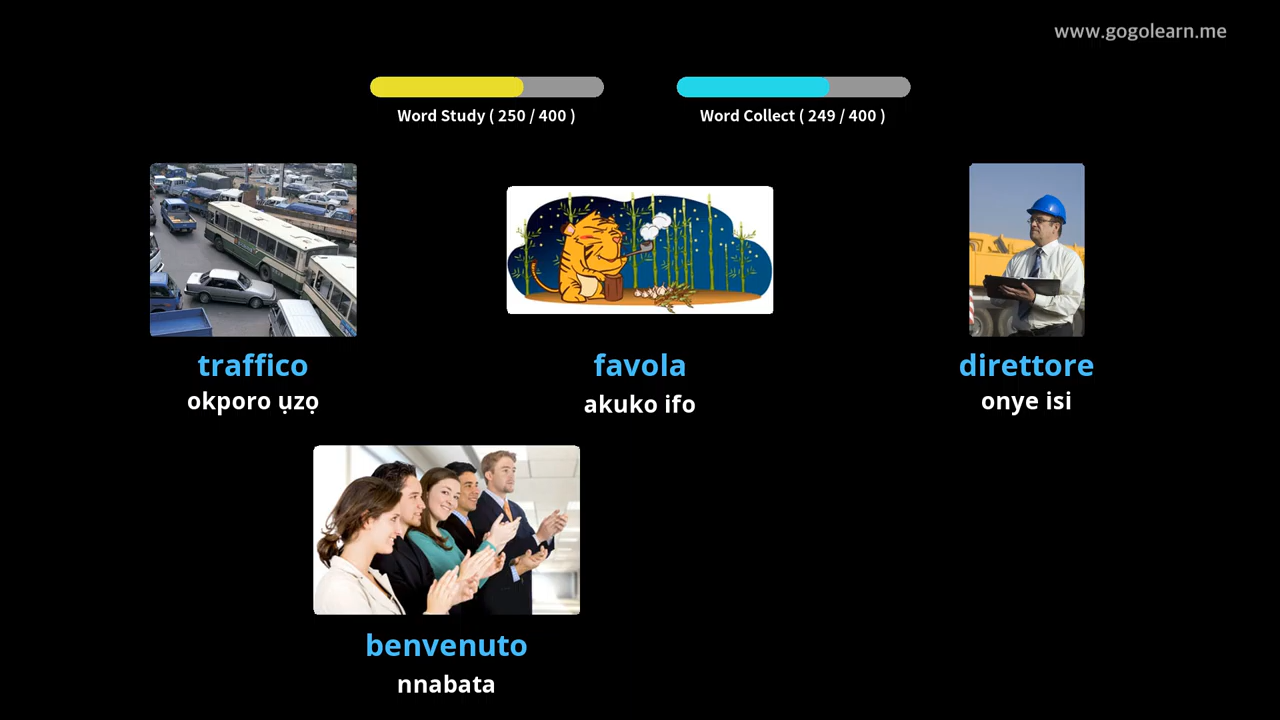 www.gogolearn.me
Word Study ( 250 / 400 )
Word Collect ( 249 / 400 )
traffico
okporo ụzọ
favola
akuko ifo
direttore
onye isi
benvenuto
nnabata